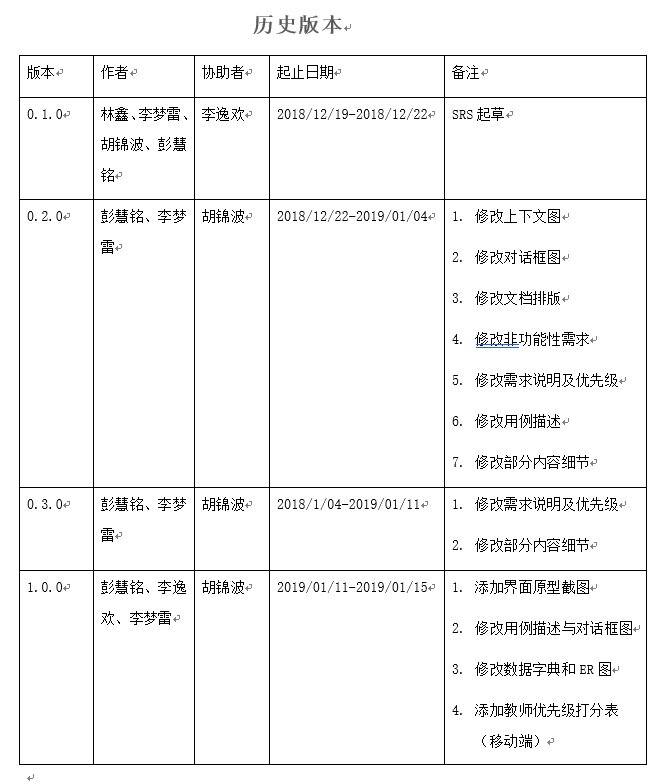 历史版本
版本 作者 协助者 起止日期 备注
0.1.0 林鑫、李梦雷、 李逸欢 2018/12/19-2018/12/22 SRS 起草
胡锦波、彭慧
铭
0.2.0 彭慧铭、李梦 胡锦波 2018/12/22-2019/01/04 1. 修改上下文图
雷 2. 修改对话框图
3. 修改文档排版
4. 修改非功能性需求
5. 修改需求说明及优先级
6. 修改用例描述
7. 修改部分内容细节
0.3.0 彭慧铭、李梦 胡锦波 2018/1/04-2019/01/11 1. 修改需求说明及优先级
雷 2. 修改部分内容细节
1.0.0 彭慧铭、李逸 胡锦波 2019/01/11-2019/01/15 1. 添加界面原型截图
欢、李梦雷 2. 修改用例描述与对话框图
3. 修改数据字典和 ER 图
4. 添加教师优先级打分表
（移动端）